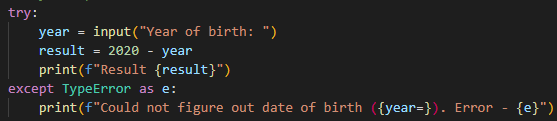 try:
    year = input("Year of birth: ")
    result = 2020 - year
    print(f"Result {result}")
except TypeError as e:
    print(f"Could not figure out date of birth ({year=}). Error - {e}")